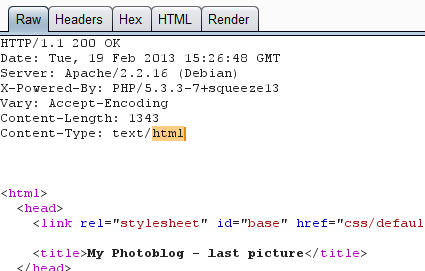 Raw Headers Hex HTML Render
HTTP/1.1 200 OK
Date: Tue, 19 Feb 2013 15:26:48 GMT
Server: Apache/2.2.16 (Debian)
X-Powered-By: PHP/5.3.3-7+squeeze13
Vary: Accept-Encoding
Content-Length: 1343
Content-Type: text/html
<html>
<head>
<link rel="stylesheet" id="base" href="css/defaul
<title>My Photoblog - last picture</title>
</head>